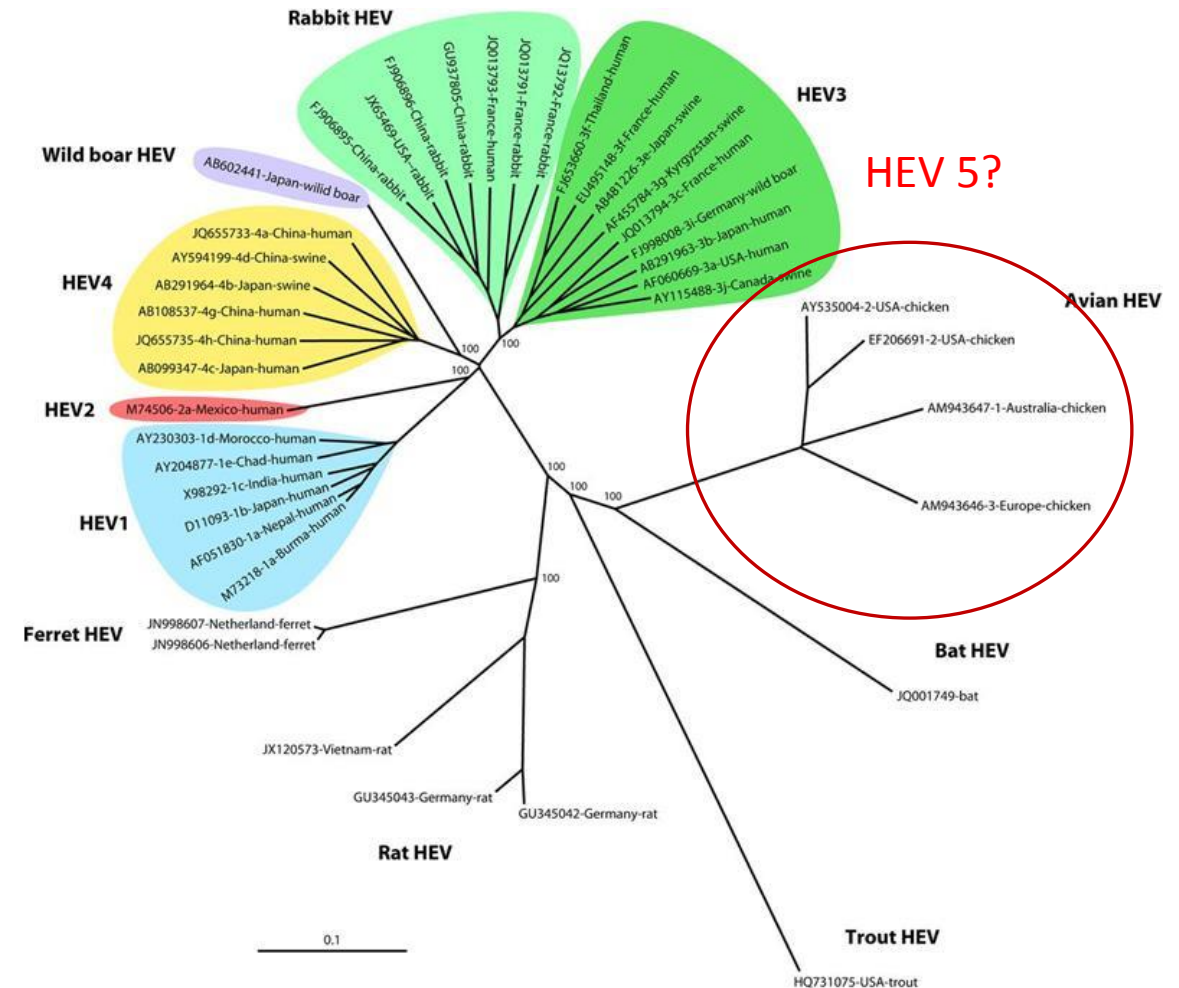 Rabbit HEV
JQ13792-France-rabbit
JQ013791-France-rabbit
JQ013793-France-human
GU937805-China-rabbit
FJ906896-China-rabbit
JX65469-USA--rabbit
FJ906895-China-rabbit
HEV3
FJ653660-3f-Thailand-human
EU495148-3f-France-human
AB481226-3e-Japan-swine
AF455784-3g-Kyrgyzstan-swine
JQ013794-3c-France-human
FJ998008-3i-Germany-wild boar
AB291963-3b-Japan-human
AF060669-3a-USA-human
AY115488-3j-Canada-swine
HEV 5?
Wild boar HEV
AB602441-Japan-wilid boar
HEV4
JQ655733-4a-China-human
AY594199-4d-China-swine
AB291964-4b-Japan-swine
AB108537-4g-China-human
JQ655735-4h-China-human
AB099347-4c-Japan-human
Avian HEV
AY535004-2-USA-chicken
EF206691-2-USA-chicken
AM943647-1-Australia-chicken
AM943646-3-Europe-chicken
100
100
100
HEV2
M74506-2a-Mexico-human
HEV1
AY230303-1d-Morocco-human
AY204877-1e-Chad-human
X98292-1c-India-human
D11093-1b-Japan-human
AF051830-1a-Nepal-human
M73218-1a-Burma-human
100
100
100
100
Ferret HEV
JN998607-Netherland-ferret
JN998606-Netherland-ferret
Bat HEV
JQ001749-bat
JX120573-Vietnam-rat
GU345043-Germany-rat
GU345042-Germany-rat
Rat HEV
Trout HEV
HQ731075-USA-trout
0.1